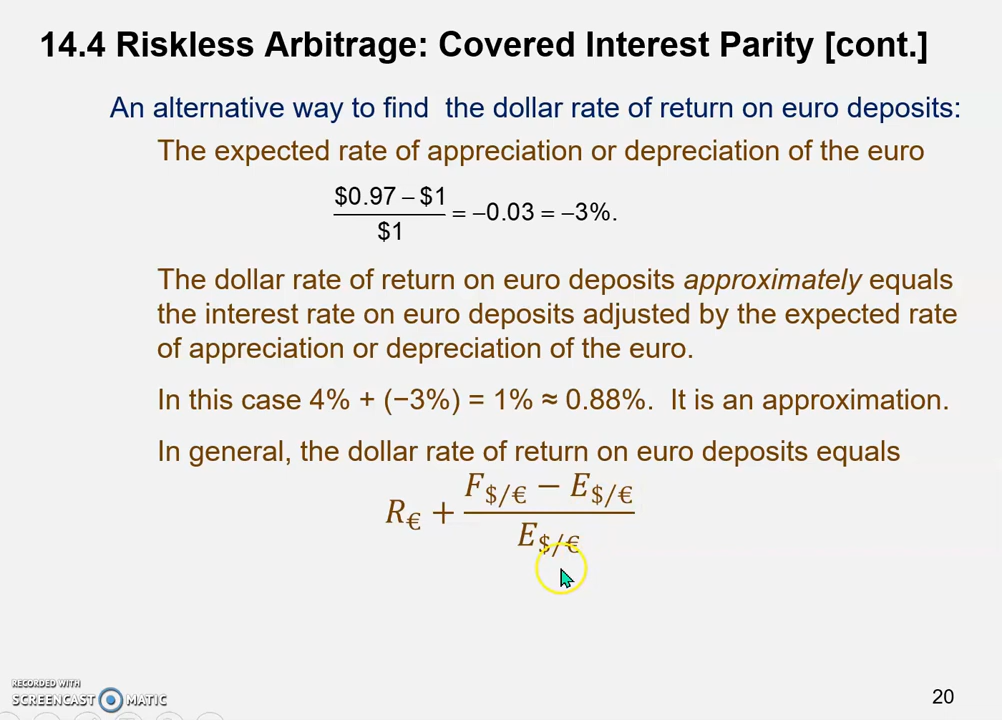 14.4 Riskless Arbitrage: Covered Interest Parity [cont.]
An alternative way to find the dollar rate of return on euro deposits:
The expected rate of appreciation or depreciation of the euro
$0.97 – $1
$1
= –0.03 = –3%.
The dollar rate of return on euro deposits approximately equals
the interest rate on euro deposits adjusted by the expected rate
of appreciation or depreciation of the euro.
In this case 4% + (−3%) = 1% ≈ 0.88%. It is an approximation.
In general, the dollar rate of return on euro deposits equals
R€ + 
F$/€ − E$/€
E$/€
RECORDED WITH
SCREENCAST MATIC
20